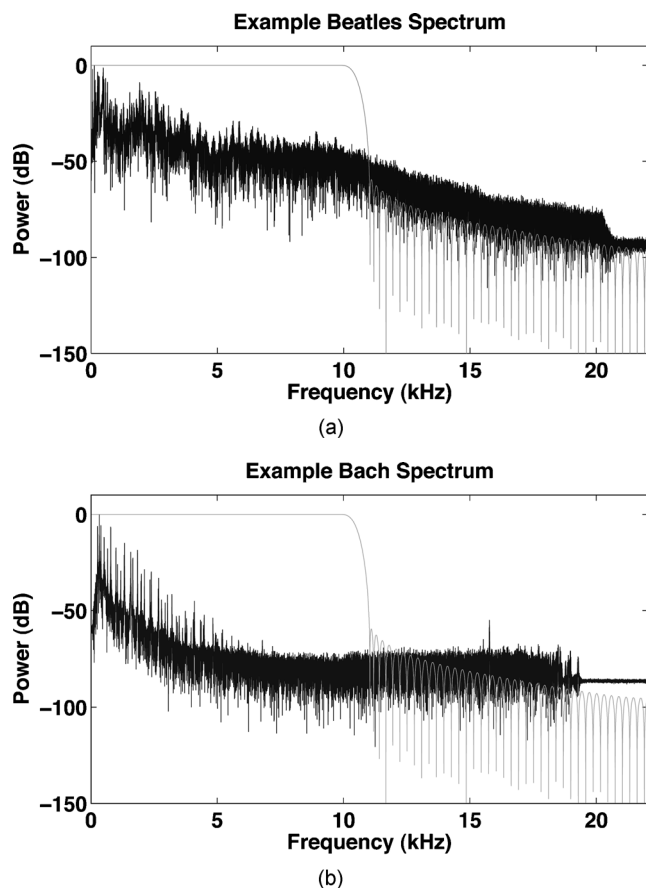 Example Beatles Spectrum
0
−50
−100
−150
Power (dB)
0 5 10 15 20
Frequency (kHz)
(a)
Example Bach Spectrum
0
−50
−100
−150
Power (dB)
0 5 10 15 20
Frequency (kHz)
(b)